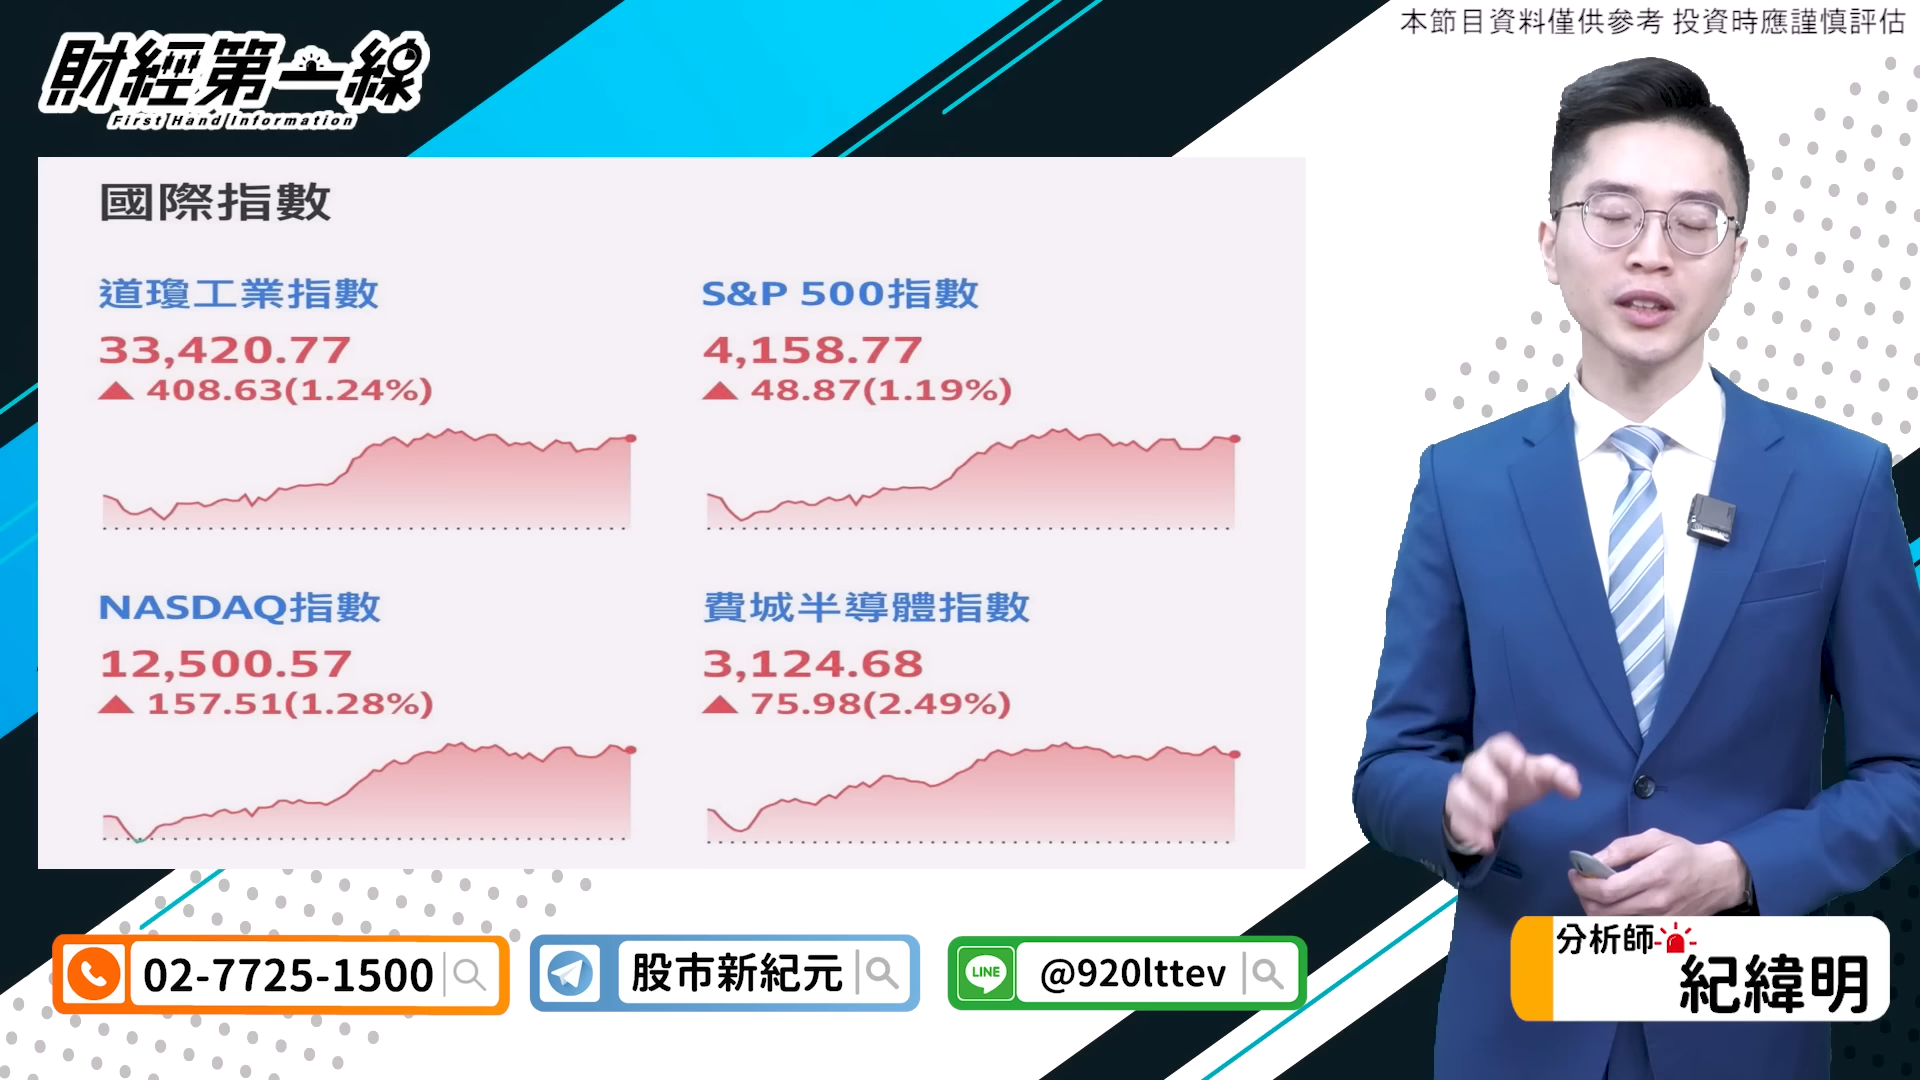 本節目資料僅供參考 投資時應謹慎評估
財經第一線
First Hand Information
國際指數
道瓊工業指數
33,420.77
▲ 408.63(1.24%)
S&P 500指數
4,158.77
▲ 48.87(1.19%)
NASDAQ指數
12,500.57
▲ 157.51(1.28%)
費城半導體指數
3,124.68
▲ 75.98(2.49%)
02-7725-1500
股市新紀元
LINE
@920lttev
分析師
紀緯明